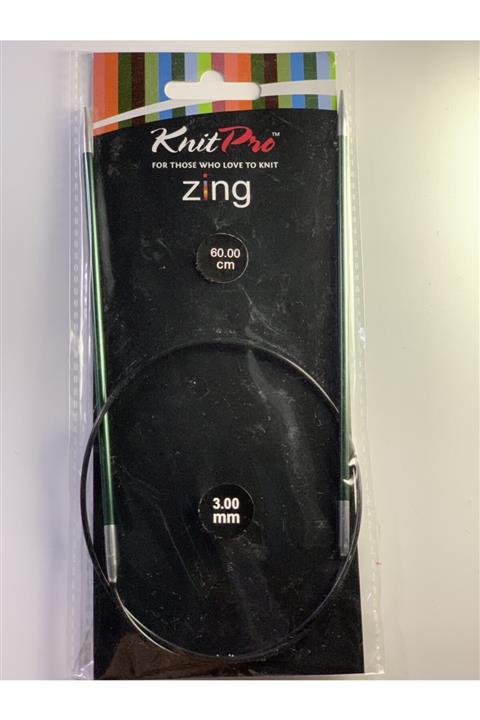 KnitPro™
FOR THOSE WHO LOVE TO KNIT
zing
60.00
cm
3.00
mm